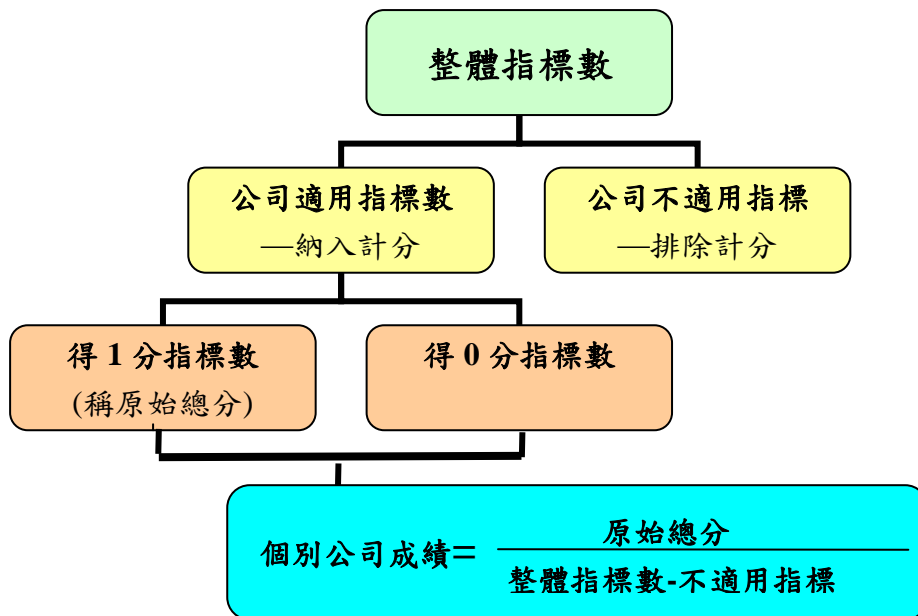 整體指標數
公司適用指標數
—納入計分
公司不適用指標
—排除計分
得 1 分指標數
(稱原始總分)
得 0 分指標數
個別公司成績=
原始總分
整體指標數-不適用指標